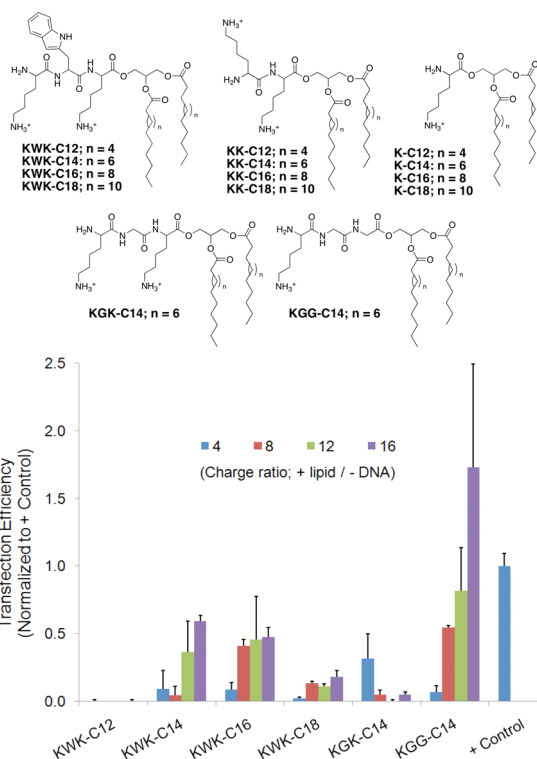 NH
O
H
N
O
H₂N
N
H
O
O
O
O
O
n
n
NH₃⁺
NH₃⁺
KWK-C12; n = 4
KWK-C14: n = 6
KWK-C16; n = 8
KWK-C18; n = 10
NH₃⁺
H₂N
H
N
O
O
O
O
O
O
n
n
NH₃⁺
KK-C12; n = 4
KK-C14: n = 6
KK-C16; n = 8
KK-C18; n = 10
H₂N
O
O
O
O
O
O
n
n
NH₃⁺
K-C12; n = 4
K-C14: n = 6
K-C16; n = 8
K-C18; n = 10
H₂N
O
N
H
O
H
N
O
O
O
O
O
O
n
n
NH₃⁺
NH₃⁺
KGK-C14; n = 6
H₂N
O
N
H
H
N
O
O
O
O
O
O
O
n
n
NH₃⁺
KGG-C14; n = 6
Transfection Efficiency
(Normalized to + Control)
2.5
2.0
1.5
1.0
0.5
0.0
4 8 12 16
(Charge ratio; + lipid / - DNA)
KWK-C12
KWK-C14
KWK-C16
KWK-C18
KGK-C14
KGG-C14
+ Control